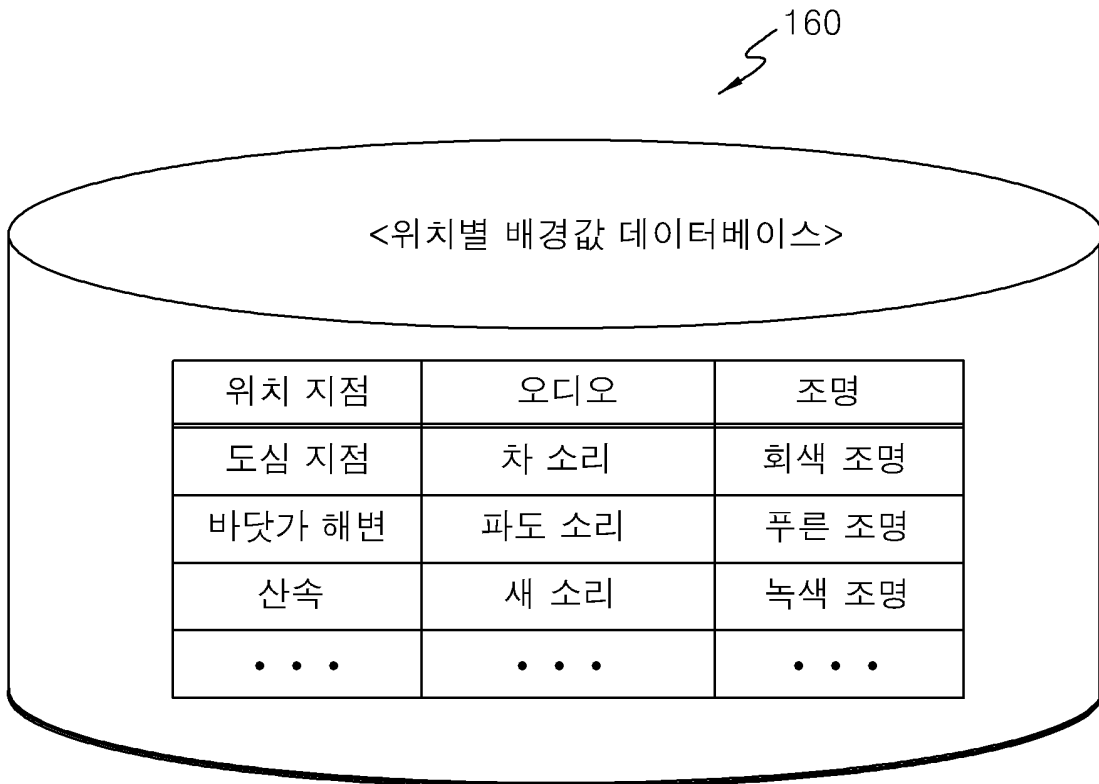 160
<위치별 배경값 데이터베이스>
위치 지점 오디오 조명
도심 지점 차 소리 회색 조명
바닷가 해변 파도 소리 푸른 조명
산속 새 소리 녹색 조명
• • • • • • • • •